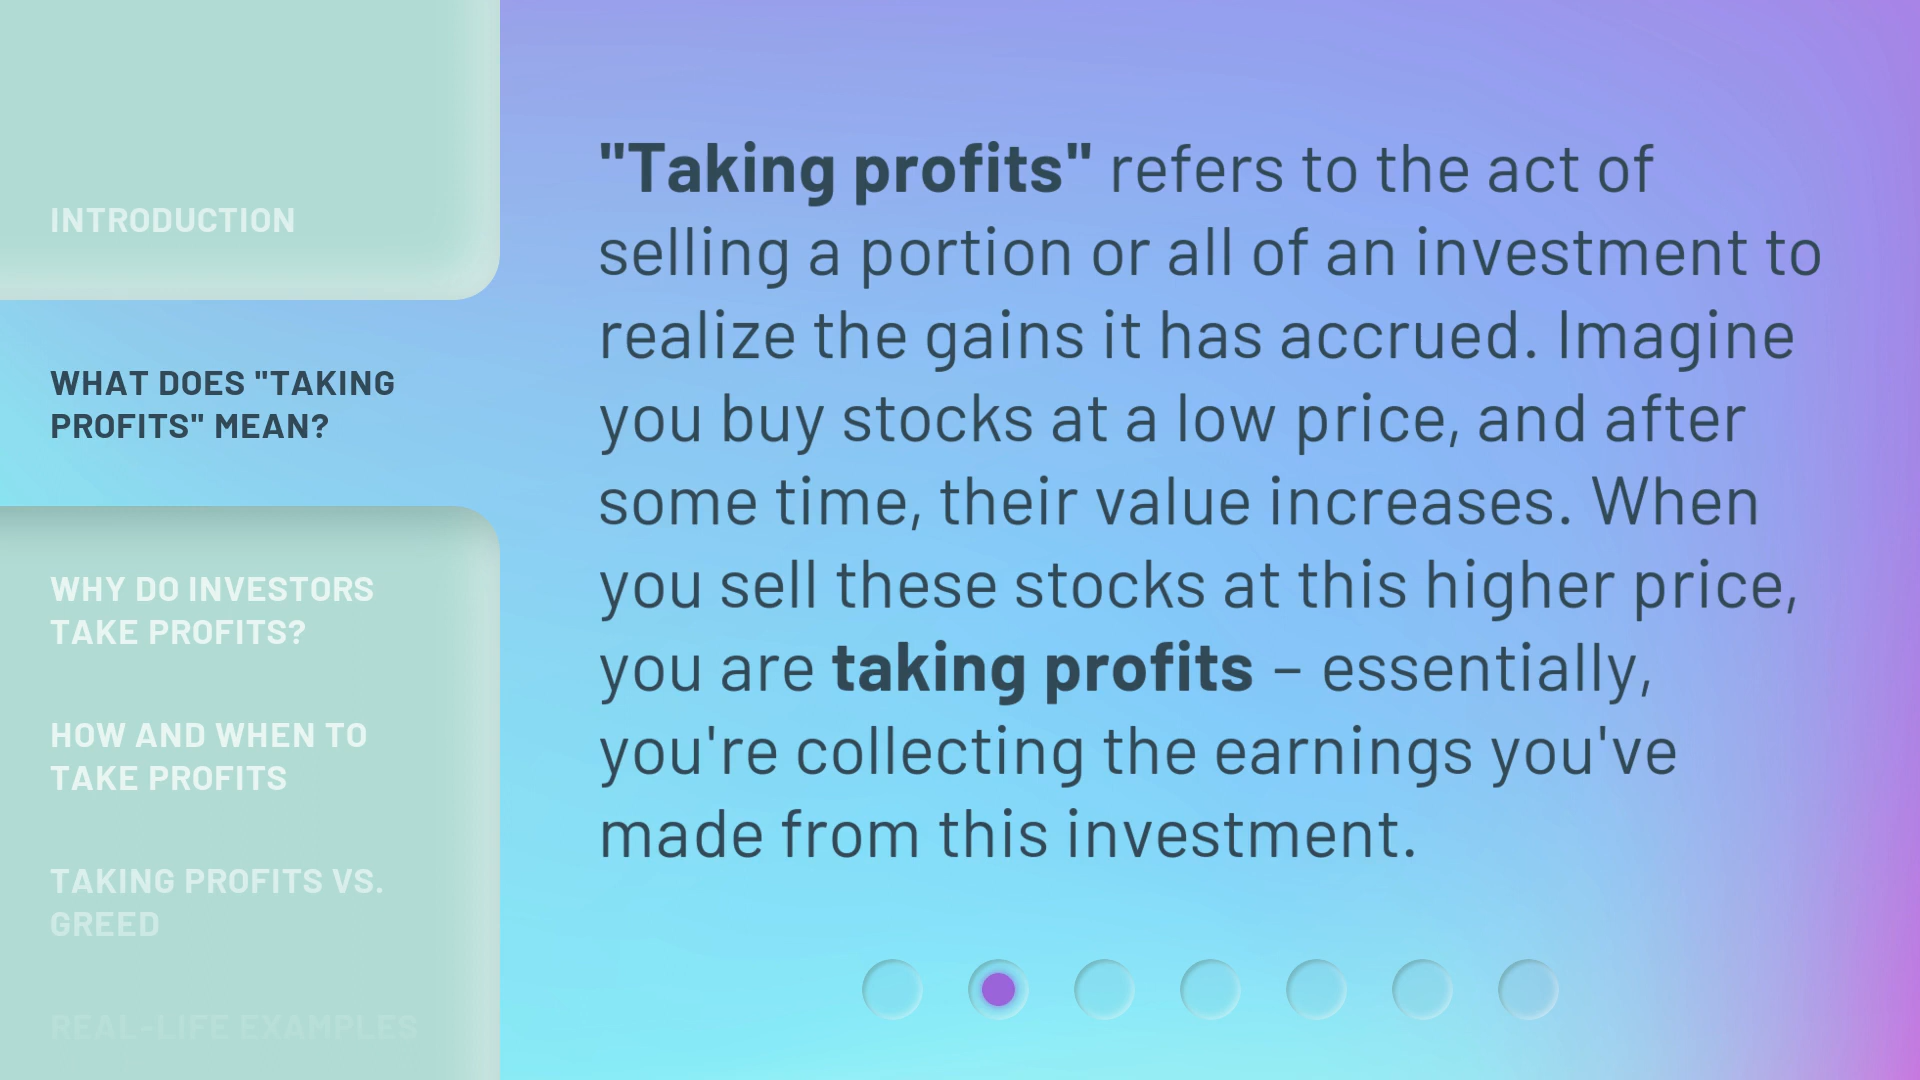 INTRODUCTION
WHAT DOES "TAKING
PROFITS" MEAN?
WHY DO INVESTORS
TAKE PROFITS?
HOW AND WHEN TO
TAKE PROFITS
TAKING PROFITS VS.
GREED
REAL-LIFE EXAMPLES
"Taking profits" refers to the act of
selling a portion or all of an investment to
realize the gains it has accrued. Imagine
you buy stocks at a low price, and after
some time, their value increases. When
you sell these stocks at this higher price,
you are taking profits – essentially,
you're collecting the earnings you've
made from this investment.